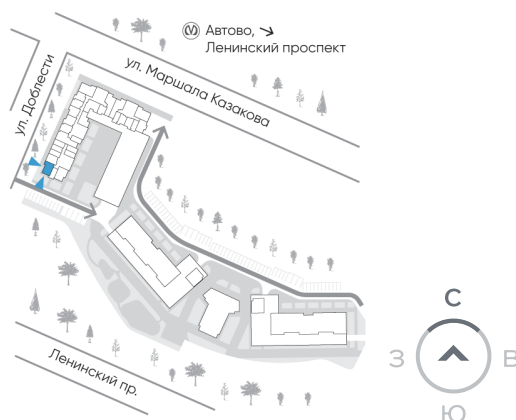 Автово, ↘
Ленинский проспект
ул. Маршала Казакова
ул. Доблести
Ленинский пр.
С
З
В
Ю